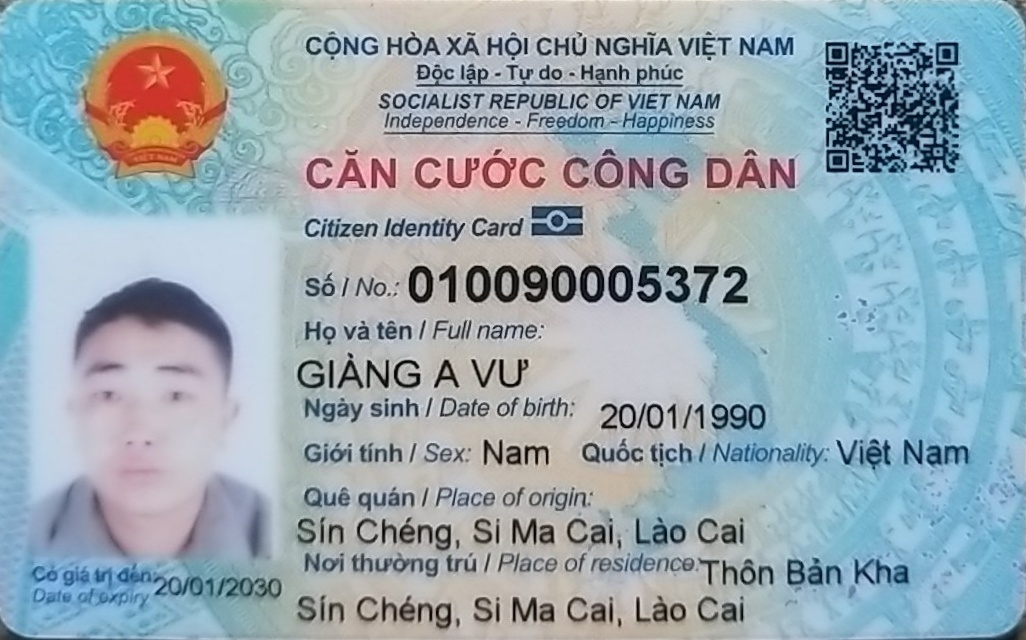 CỘNG HÒA XÃ HỘI CHỦ NGHĨA VIỆT NAM
Độc lập - Tự do - Hạnh phúc
SOCIALIST REPUBLIC OF VIET NAM
Independence - Freedom - Happiness
CĂN CƯỚC CÔNG DÂN
Citizen Identity Card
Số / No.: 010090005372
Họ và tên / Full name:
GIÀNG A VƯ
Ngày sinh / Date of birth: 20/01/1990
Giới tính / Sex: Nam Quốc tịch / Nationality: Việt Nam
Quê quán / Place of origin:
Sín Chéng, Si Ma Cai, Lào Cai
Nơi thường trú / Place of residence: Thôn Bản Kha
Sín Chéng, Si Ma Cai, Lào Cai
Có giá trị đến: 20/01/2030
Date of expiry
VIỆT NAM